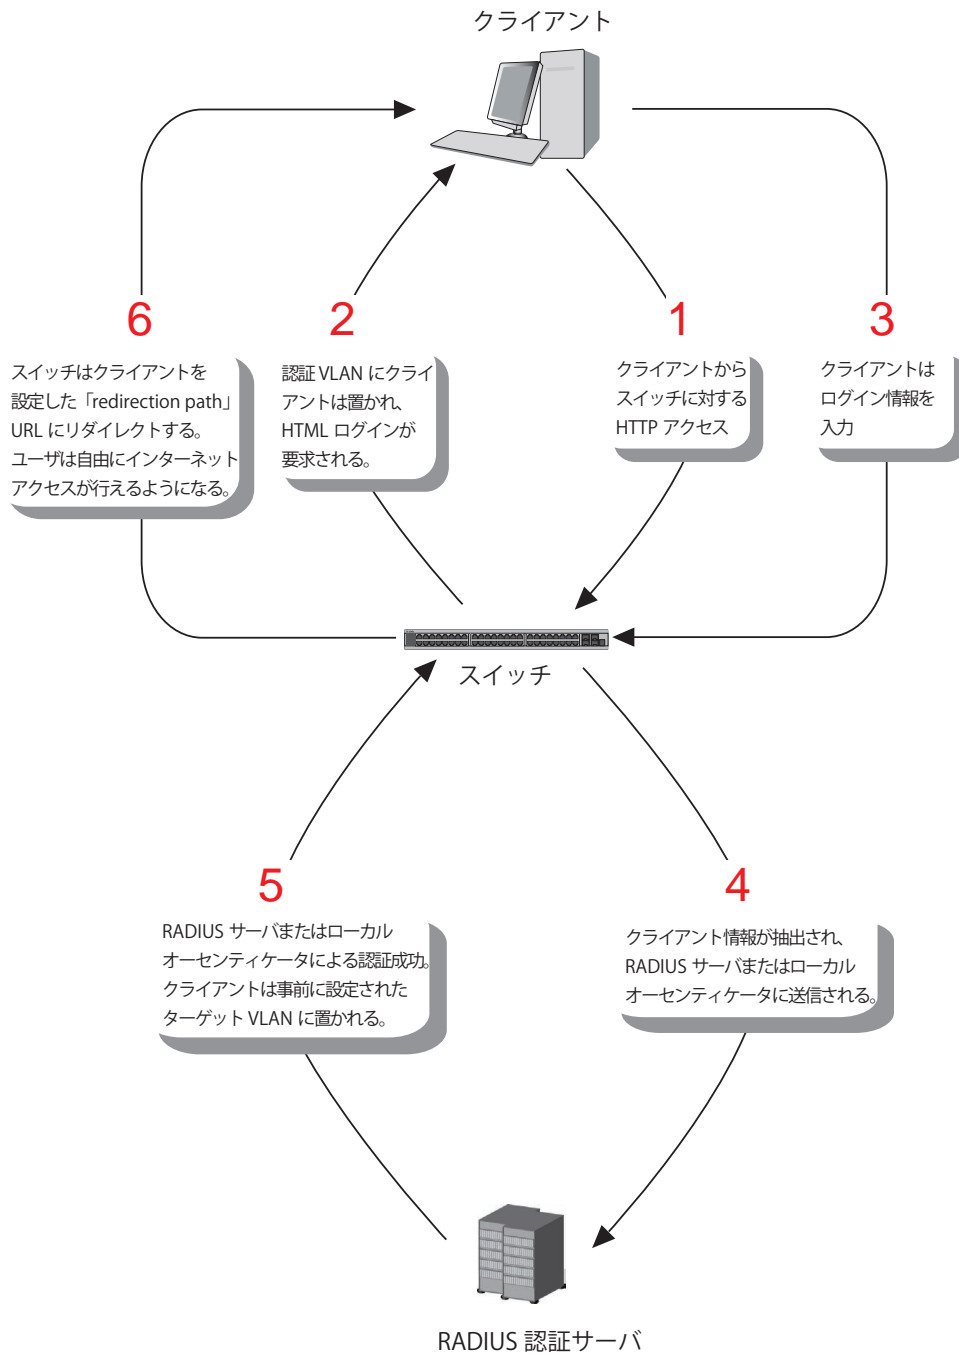 クライアント
6
スイッチはクライアントを
設定した「redirection path」
URL にリダイレクトする。
ユーザは自由にインターネット
アクセスが行えるようになる。
2
認証 VLAN にクライ
アントは置かれ、
HTML ログインが
要求される。
1
クライアントから
スイッチに対する
HTTP アクセス
3
クライアントは
ログイン情報を
入力
スイッチ
5
RADIUS サーバまたはローカル
オーセンティケータによる認証成功。
クライアントは事前に設定された
ターゲット VLAN に置かれる。
4
クライアント情報が抽出され、
RADIUS サーバまたはローカル
オーセンティケータに送信される。
RADIUS 認証サーバ